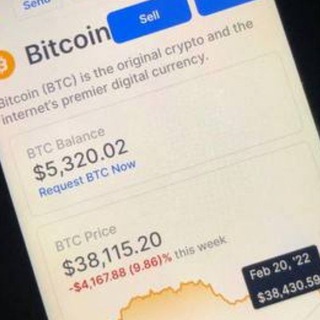 Send
Sell
Bitcoin
Bitcoin (BTC) is the original crypto and the
internet's premier digital currency.
BTC Balance
$5,320.02
Request BTC Now
BTC Price
$38,115.20
-$4,167.88 (9.86)% this week
Feb 20, '22
$38,430.59